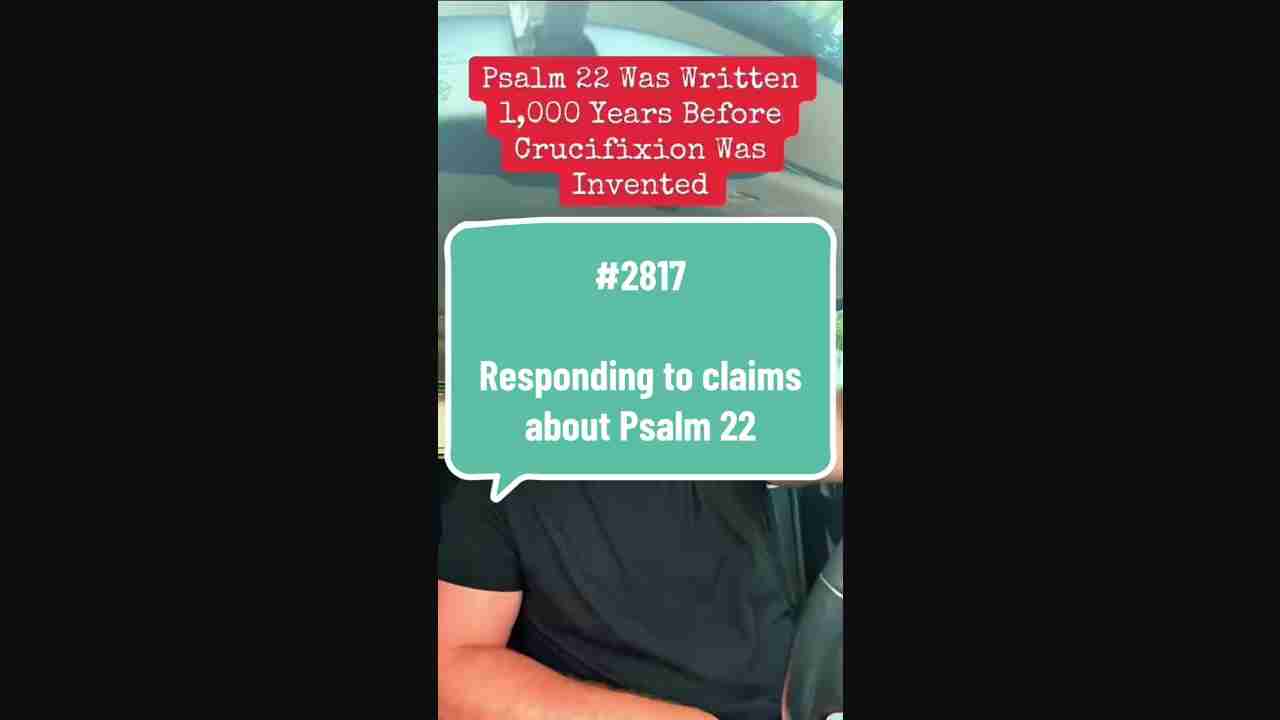 Psalm 22 Was Written
1,000 Years Before
Crucifixion Was
Invented
#2817
Responding to claims
about Psalm 22